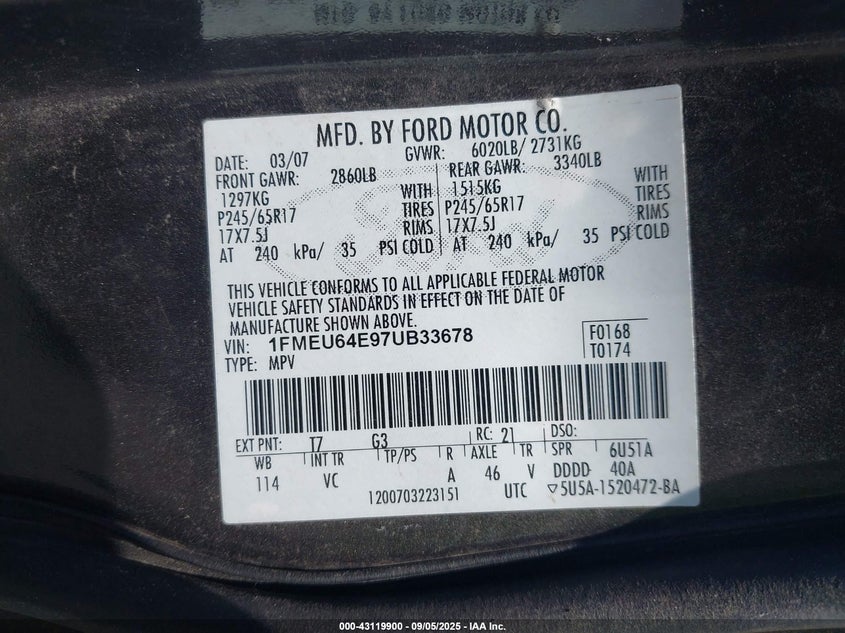 MFD. BY FORD MOTOR CO.
DATE: 03/07 GVWR: 6020LB/ 2731KG
FRONT GAWR: 2860LB REAR GAWR: 3340LB
1297KG WITH 1515KG WITH
P245/65R17 TIRES P245/65R17 TIRES
17X7.5J RIMS 17X7.5J RIMS
AT 240 kPa/ 35 PSI COLD AT 240 kPa/ 35 PSI COLD
THIS VEHICLE CONFORMS TO ALL APPLICABLE FEDERAL MOTOR
VEHICLE SAFETY STANDARDS IN EFFECT ON THE DATE OF
MANUFACTURE SHOWN ABOVE.
VIN: 1FMEU64E97UB33678 F0168
TYPE: MPV T0174
EXT PNT: T7 G3 RC: 21 DSO:
WB INT TR TP/PS R AXLE TR SPR 6U51A
114 VC A 46 V DDDD 40A
1200703223151 UTC ▽5U5A-1520472-BA
000-43119900 - 09/05/2025 - IAA Inc.